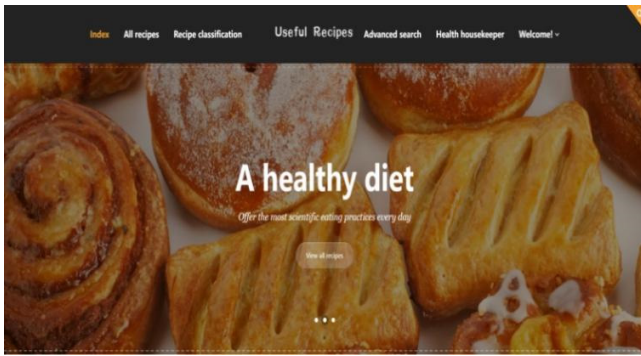 Index All recipes Recipe classification Useful Recipes Advanced search Health housekeeper Welcome!
A healthy diet
Offer the most scientific eating practices every day
View all recipes